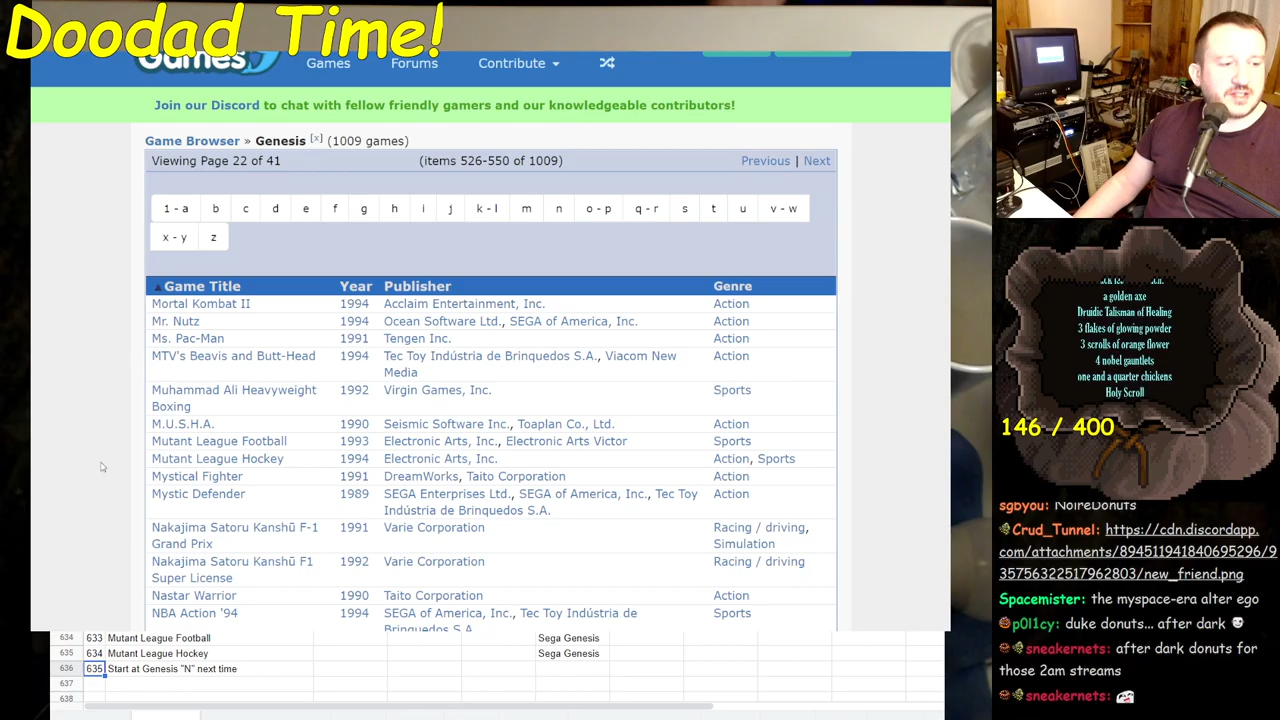 Doodad Time!
Games
Games Forums Contribute
Join our Discord to chat with fellow friendly gamers and our knowledgeable contributors!
Game Browser » Genesis [x] (1009 games)
Viewing Page 22 of 41 (items 526-550 of 1009) Previous | Next
1 - a b c d e f g h i j k - l m n o - p q - r s t u v - w
x - y z
Game Title Year Publisher Genre
Mortal Kombat II 1994 Acclaim Entertainment, Inc. Action
Mr. Nutz 1994 Ocean Software Ltd., SEGA of America, Inc. Action
Ms. Pac-Man 1991 Tengen Inc. Action
MTV's Beavis and Butt-Head 1994 Tec Toy Indústria de Brinquedos S.A., Viacom New Action
Media
Muhammad Ali Heavyweight 1992 Virgin Games, Inc. Sports
Boxing
M.U.S.H.A. 1990 Seismic Software Inc., Toaplan Co., Ltd. Action
Mutant League Football 1993 Electronic Arts, Inc., Electronic Arts Victor Sports
Mutant League Hockey 1994 Electronic Arts, Inc. Action, Sports
Mystical Fighter 1991 DreamWorks, Taito Corporation Action
Mystic Defender 1989 SEGA Enterprises Ltd., SEGA of America, Inc., Tec Toy Action
Indústria de Brinquedos S.A.
Nakajima Satoru Kanshū F-1 1991 Varie Corporation Racing / driving,
Grand Prix Simulation
Nakajima Satoru Kanshū F1 1992 Varie Corporation Racing / driving
Super License
Nastar Warrior 1990 Taito Corporation Action
NBA Action '94 1994 SEGA of America, Inc., Tec Toy Indústria de Sports
Brinquedos S.A.
634 633 Mutant League Football Sega Genesis
635 634 Mutant League Hockey Sega Genesis
636 635 Start at Genesis "N" next time
637
638
a golden axe
Druidic Talisman of Healing
3 flakes of glowing powder
3 scrolls of orange flower
4 nobel gauntlets
one and a quarter chickens
Holy Scroll
146 / 400
sgbyou: NoireDonuts
Crud_Tunnel: https://cdn.discordapp.
com/attachments/894511941840695296/9
35756322517962803/new_friend.png
Spacemister: the myspace-era alter ego
p0l1cy: duke donuts... after dark
sneakernets: after dark donuts for
those 2am streams
sneakernets: